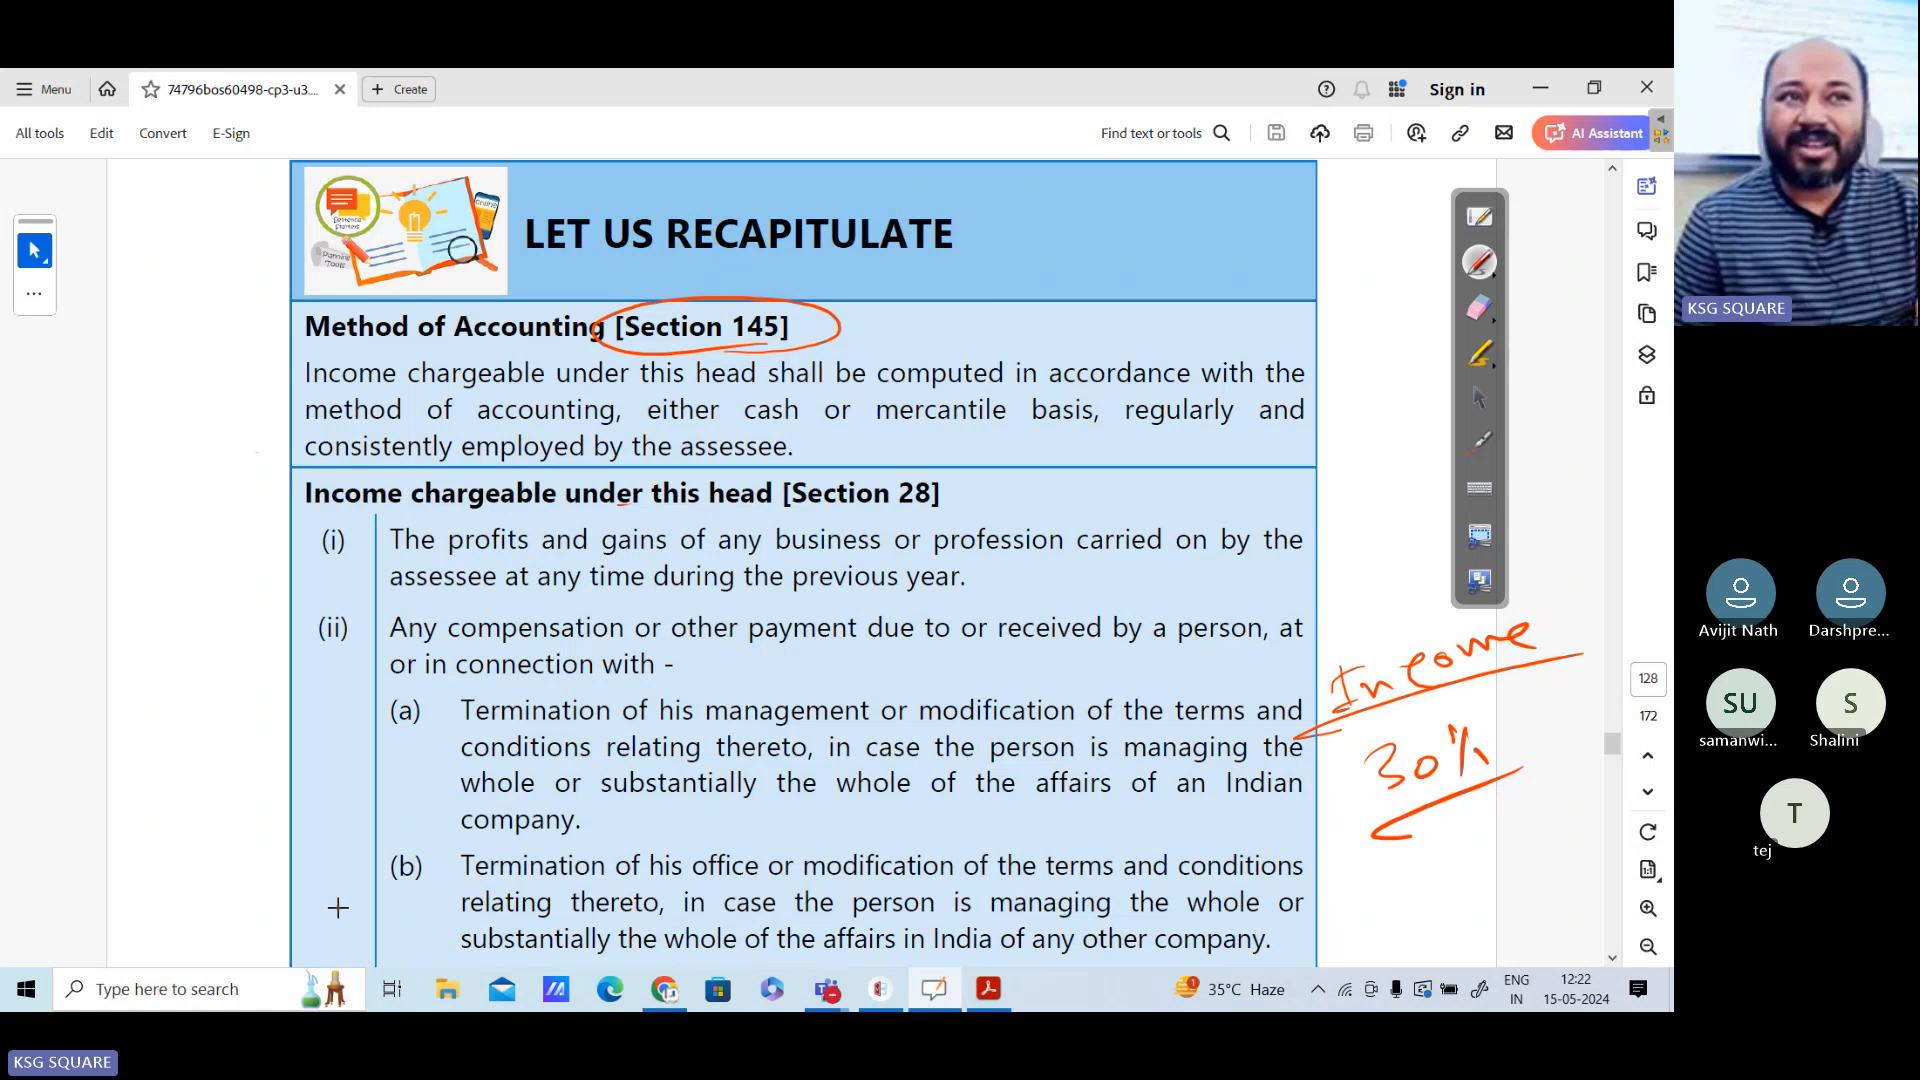 Menu
74796bos60498-cp3-u3....
Create
Sign in
All tools
Edit
Convert
E-Sign
Find text or tools
AI Assistant
Sentence Starters
Planning Tools
online
LET US RECAPITULATE
KSG SQUARE
Method of Accounting [Section 145]
Income chargeable under this head shall be computed in accordance with the
method of accounting, either cash or mercantile basis, regularly and
consistently employed by the assessee.
Income chargeable under this head [Section 28]
(i) The profits and gains of any business or profession carried on by the
assessee at any time during the previous year.
(ii) Any compensation or other payment due to or received by a person, at
or in connection with -
(a) Termination of his management or modification of the terms and
conditions relating thereto, in case the person is managing the
whole or substantially the whole of the affairs of an Indian
company.
(b) Termination of his office or modification of the terms and conditions
relating thereto, in case the person is managing the whole or
substantially the whole of the affairs in India of any other company.
Income
30%
128
172
1:1
Avijit Nath
Darshpre...
SU
samanwi...
S
Shalini
T
tej
Type here to search
1
35°C Haze
ENG
IN
12:22
15-05-2024
KSG SQUARE